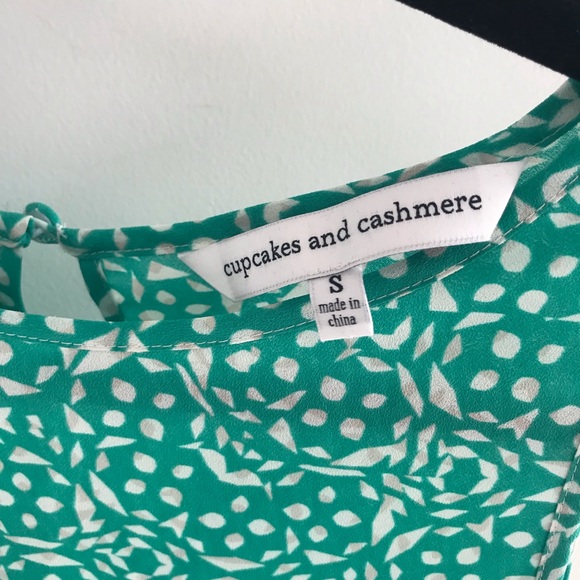 cupcakes and cashmere
S
made in
china